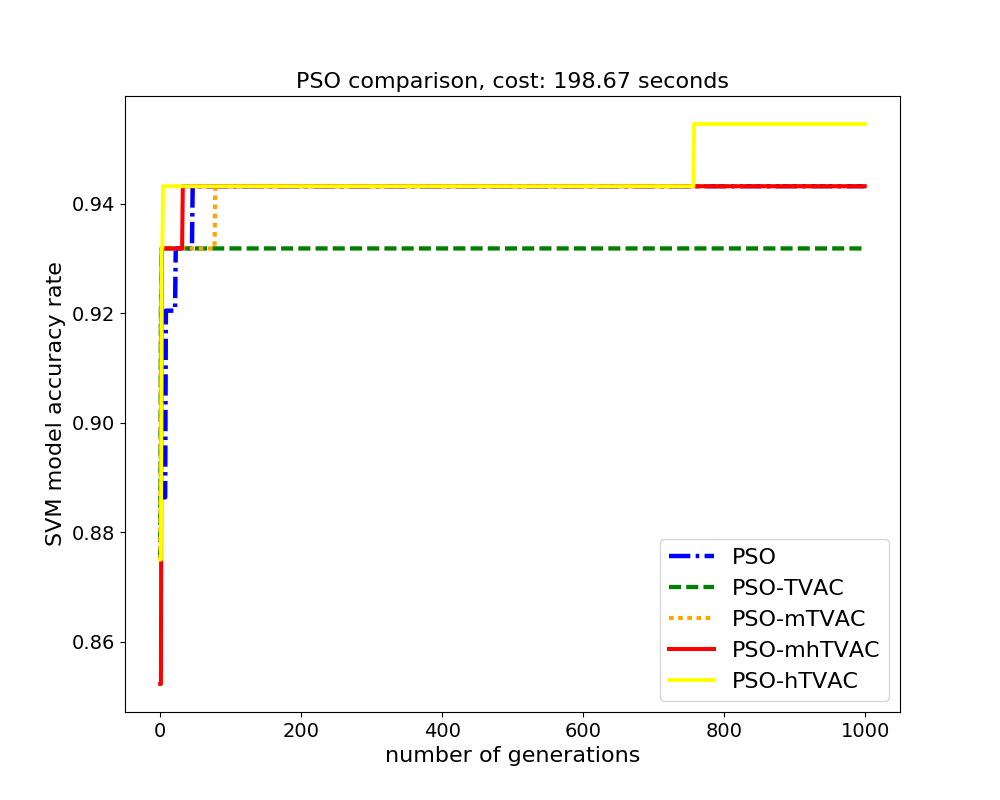 PSO comparison, cost: 198.67 seconds
SVM model accuracy rate
0.94
0.92
0.90
0.88
0.86
0
200
400
600
800
1000
number of generations
PSO
PSO-TVAC
PSO-mTVAC
PSO-mhTVAC
PSO-hTVAC